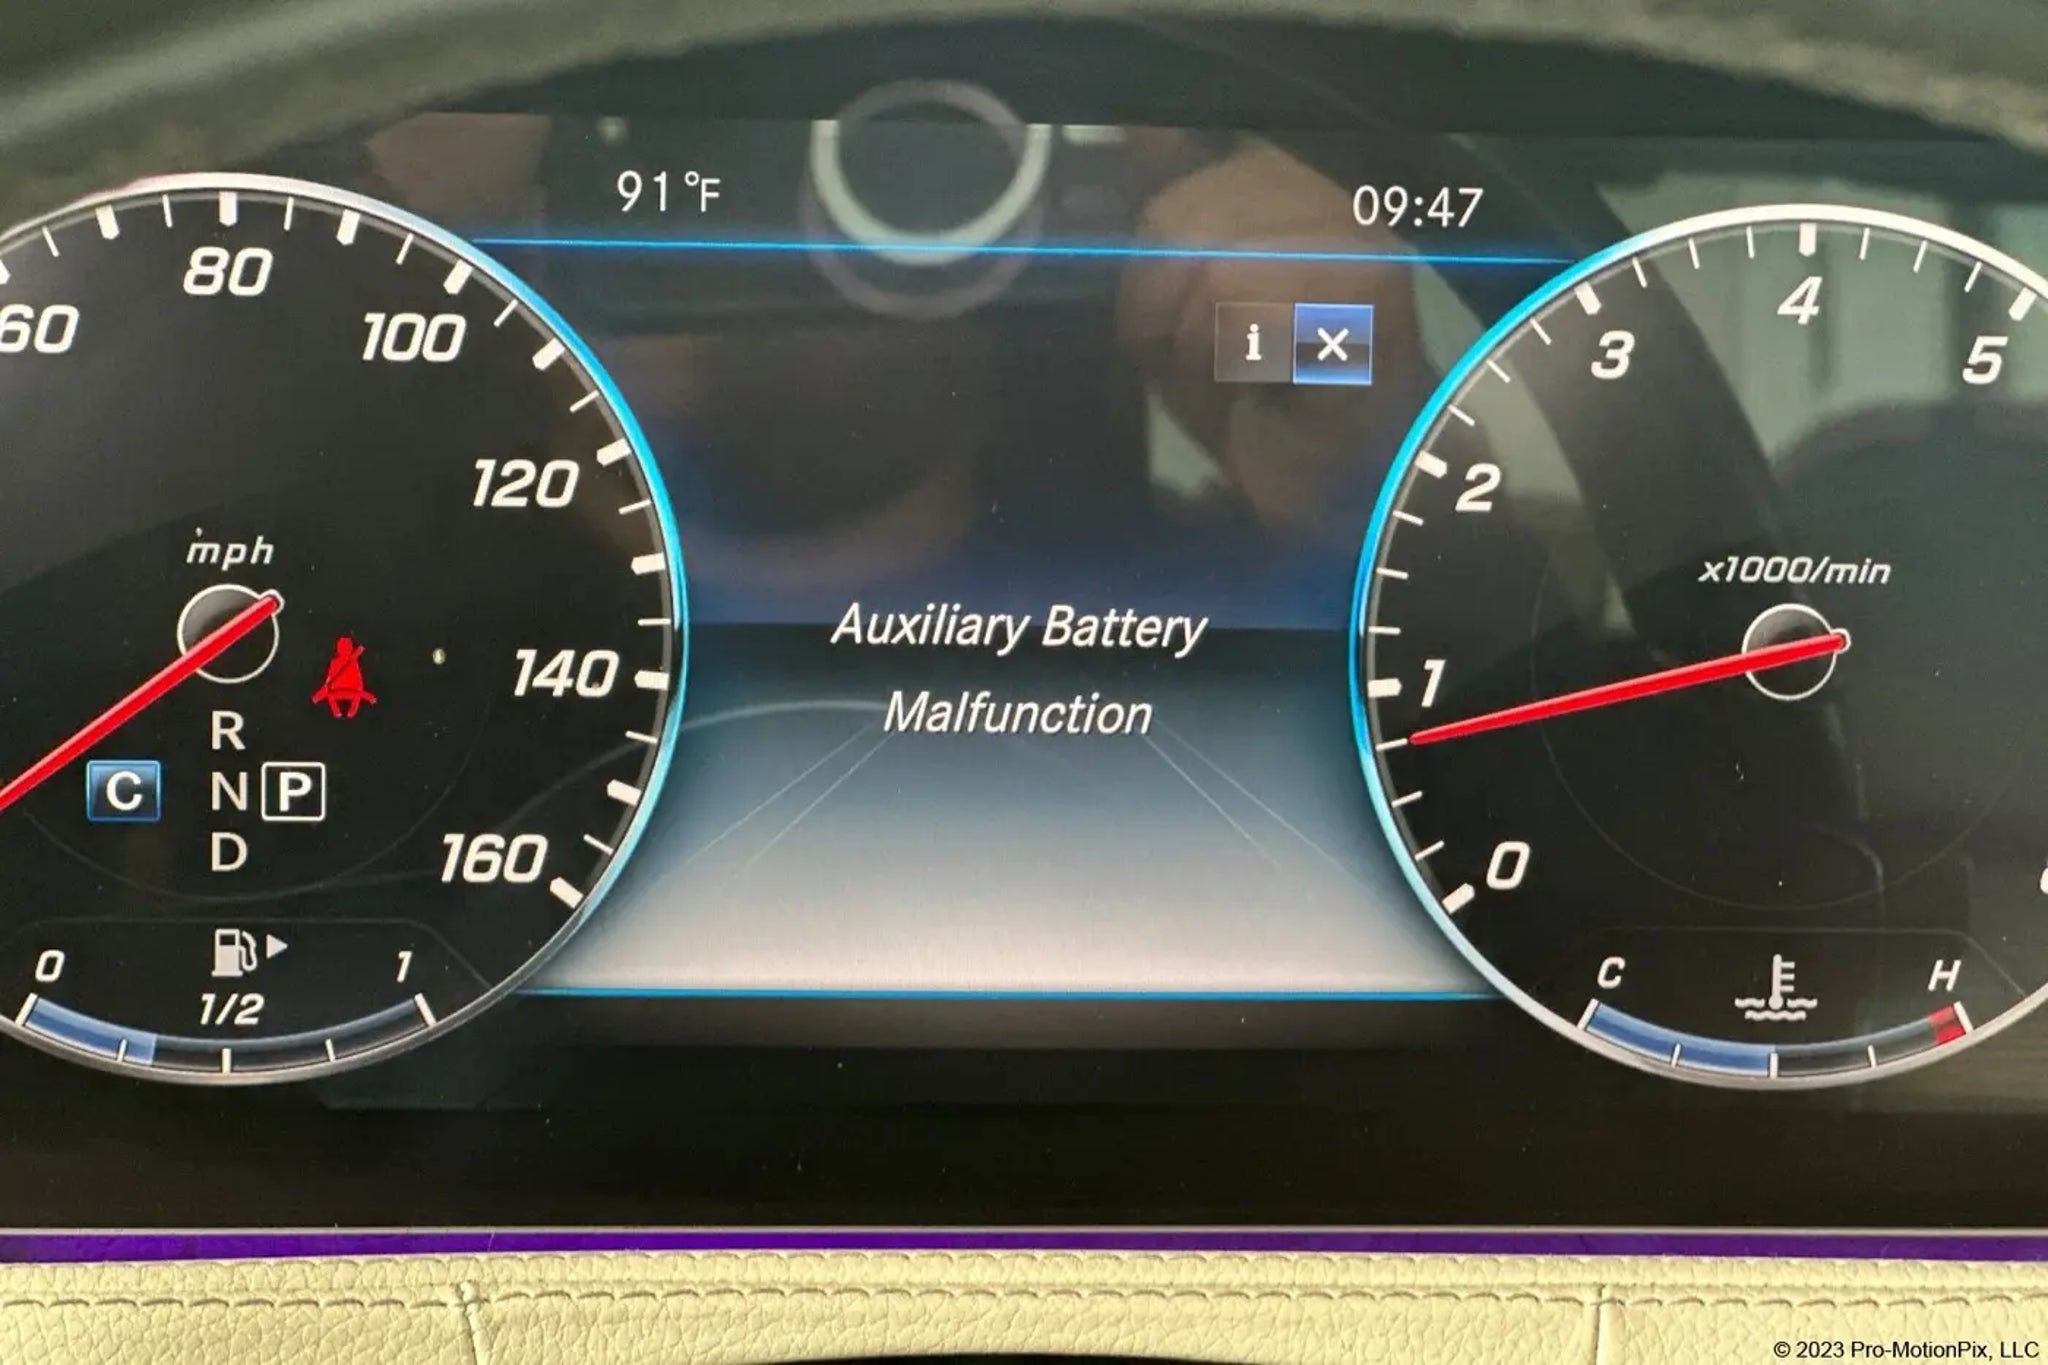 91°F
09:47
i X
60
80
100
120
140
160
mph
R
N P
D
C
0
1
1/2
Auxiliary Battery
Malfunction
0
1
2
3
4
5
x1000/min
C
H
© 2023 Pro-MotionPix, LLC